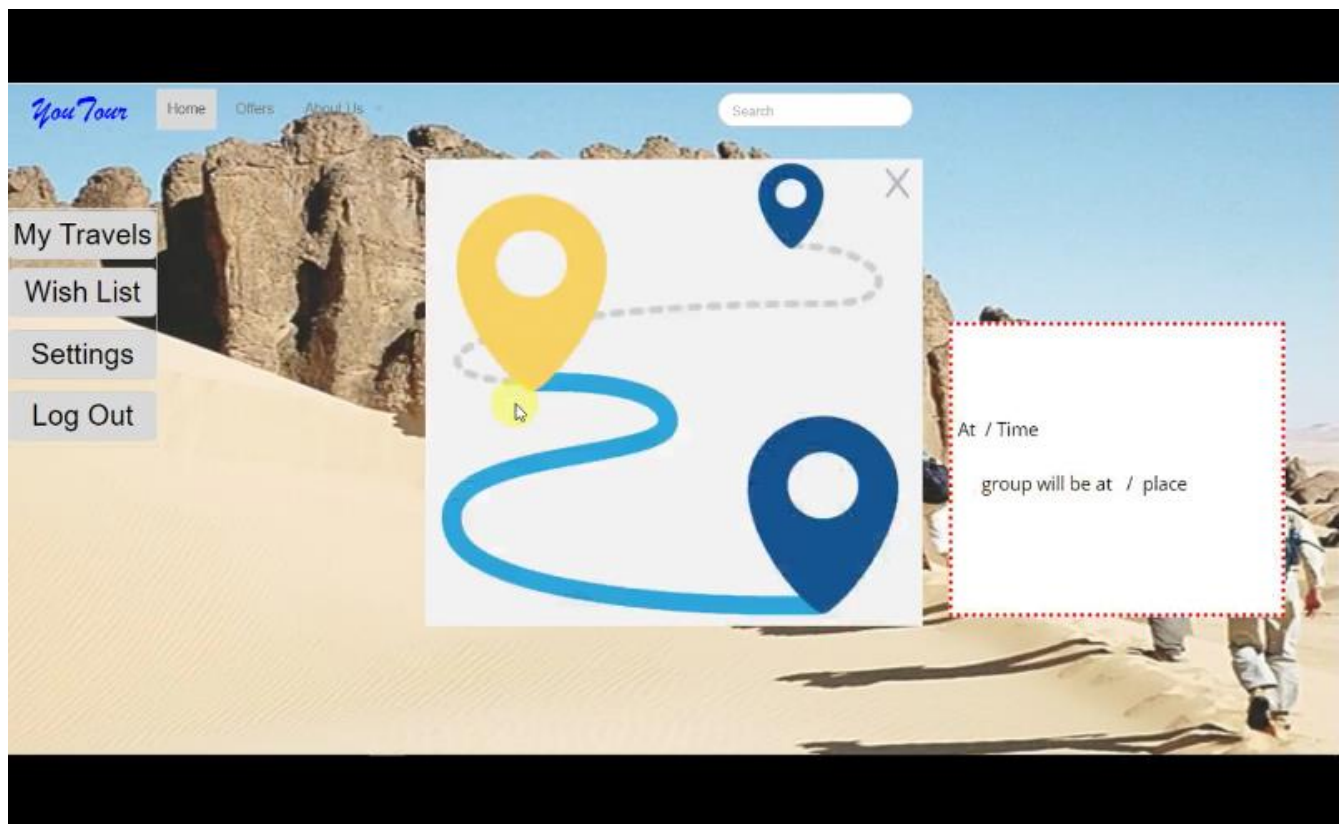 YouTour
Home Offers About Us
Search
X
My Travels
Wish List
Settings
Log Out
At / Time
group will be at / place